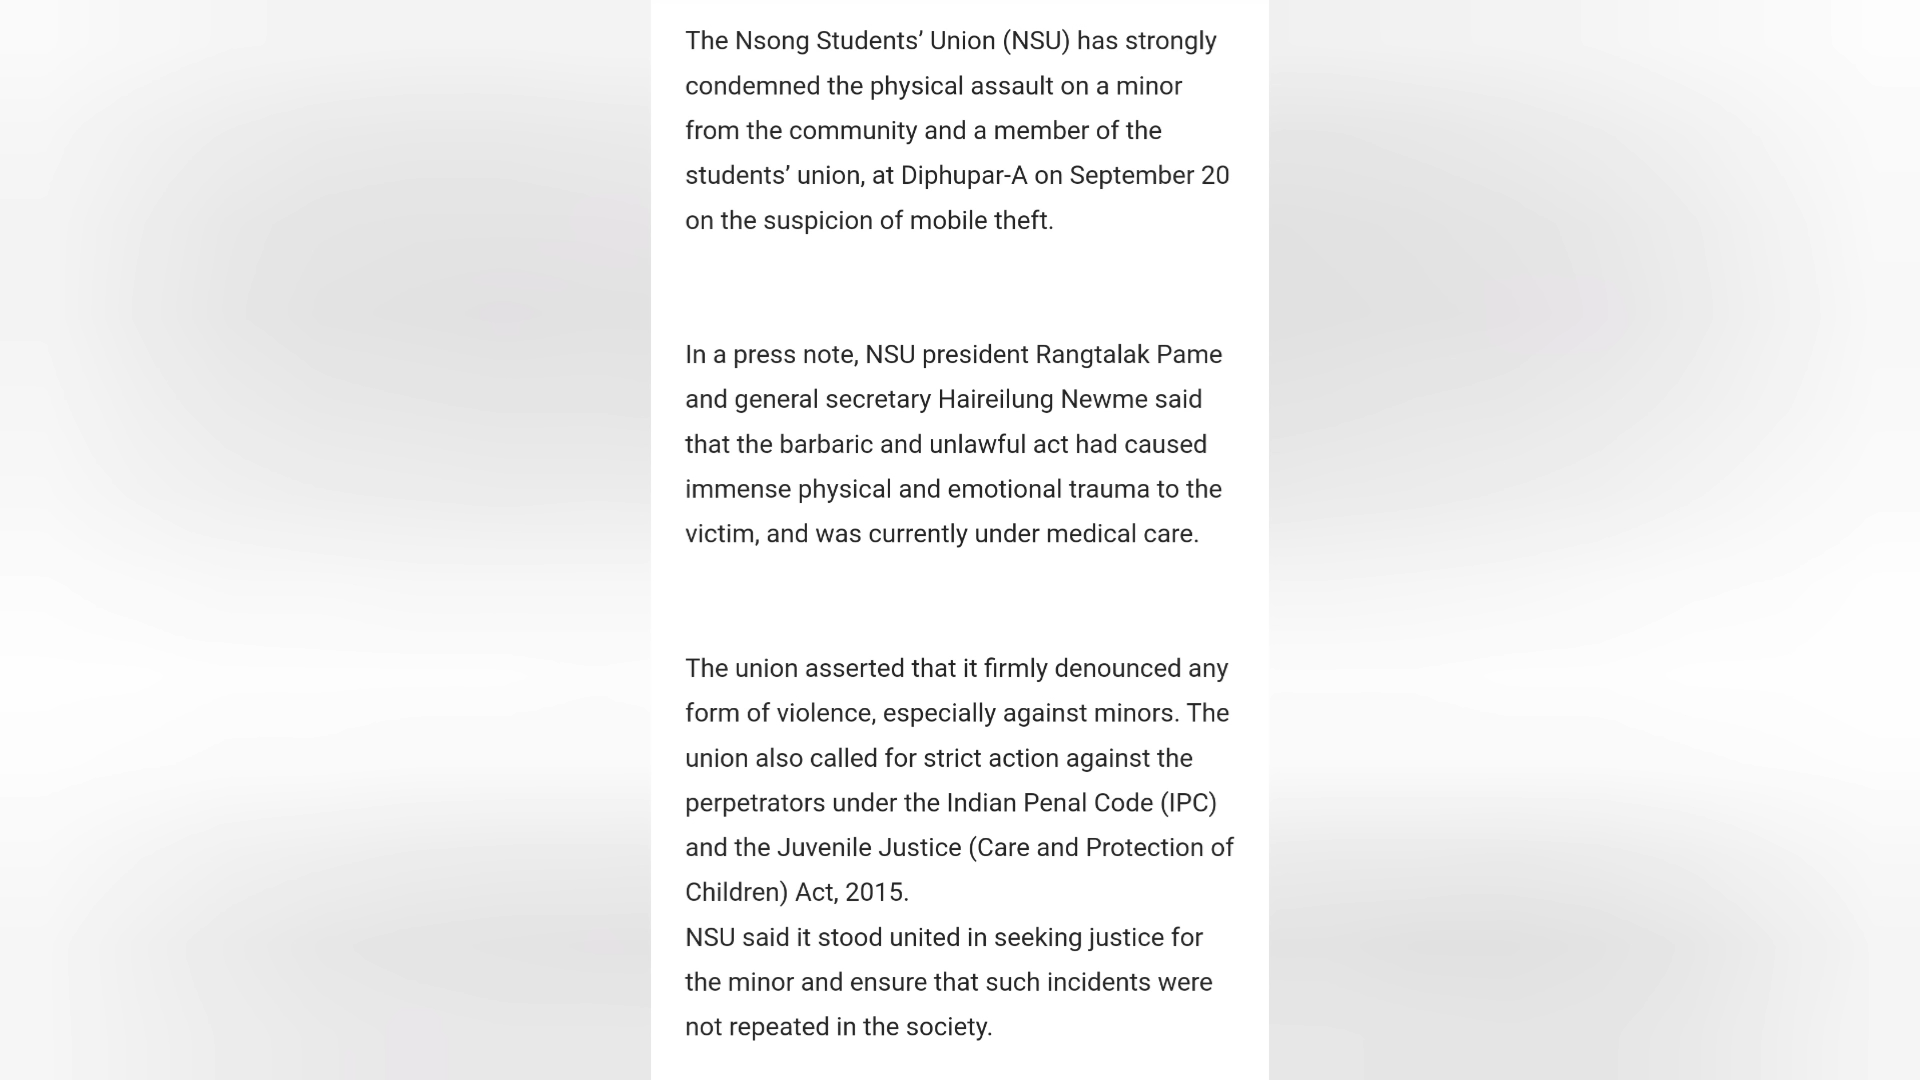 The Nsong Students’ Union (NSU) has strongly
condemned the physical assault on a minor
from the community and a member of the
students’ union, at Diphupar-A on September 20
on the suspicion of mobile theft.
In a press note, NSU president Rangtalak Pame
and general secretary Haireilung Newme said
that the barbaric and unlawful act had caused
immense physical and emotional trauma to the
victim, and was currently under medical care.
The union asserted that it firmly denounced any
form of violence, especially against minors. The
union also called for strict action against the
perpetrators under the Indian Penal Code (IPC)
and the Juvenile Justice (Care and Protection of
Children) Act, 2015.
NSU said it stood united in seeking justice for
the minor and ensure that such incidents were
not repeated in the society.